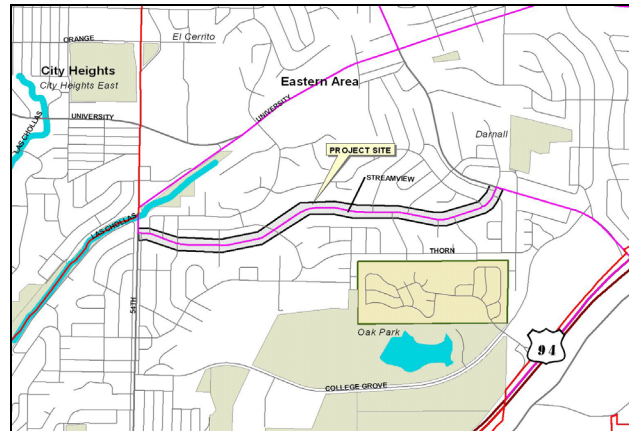 ORANGE
El Cerrito
City Heights
City Heights East
Eastern Area
UNIVERSITY
UNIVERSITY
LAS CHOLLAS
Darnall
PROJECT SITE
STREAMVIEW
LAS CHOLLAS
THORN
54TH
Oak Park
94
COLLEGE GROVE